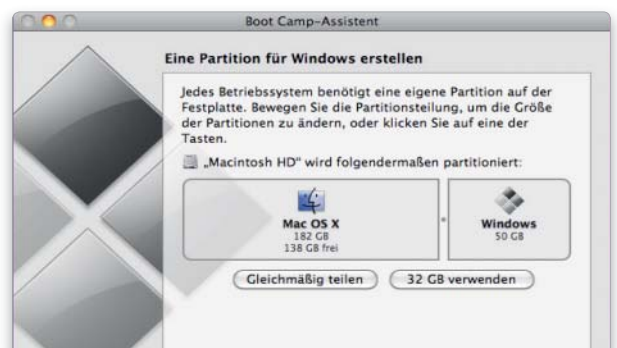 Boot Camp-Assistent
Eine Partition für Windows erstellen
Jedes Betriebssystem benötigt eine eigene Partition auf der
Festplatte. Bewegen Sie die Partitionsteilung, um die Größe
der Partitionen zu ändern, oder klicken Sie auf eine der
Tasten.
„Macintosh HD“ wird folgendermaßen partitioniert:
Mac OS X
182 GB
138 GB frei
Windows
50 GB
Gleichmäßig teilen
32 GB verwenden